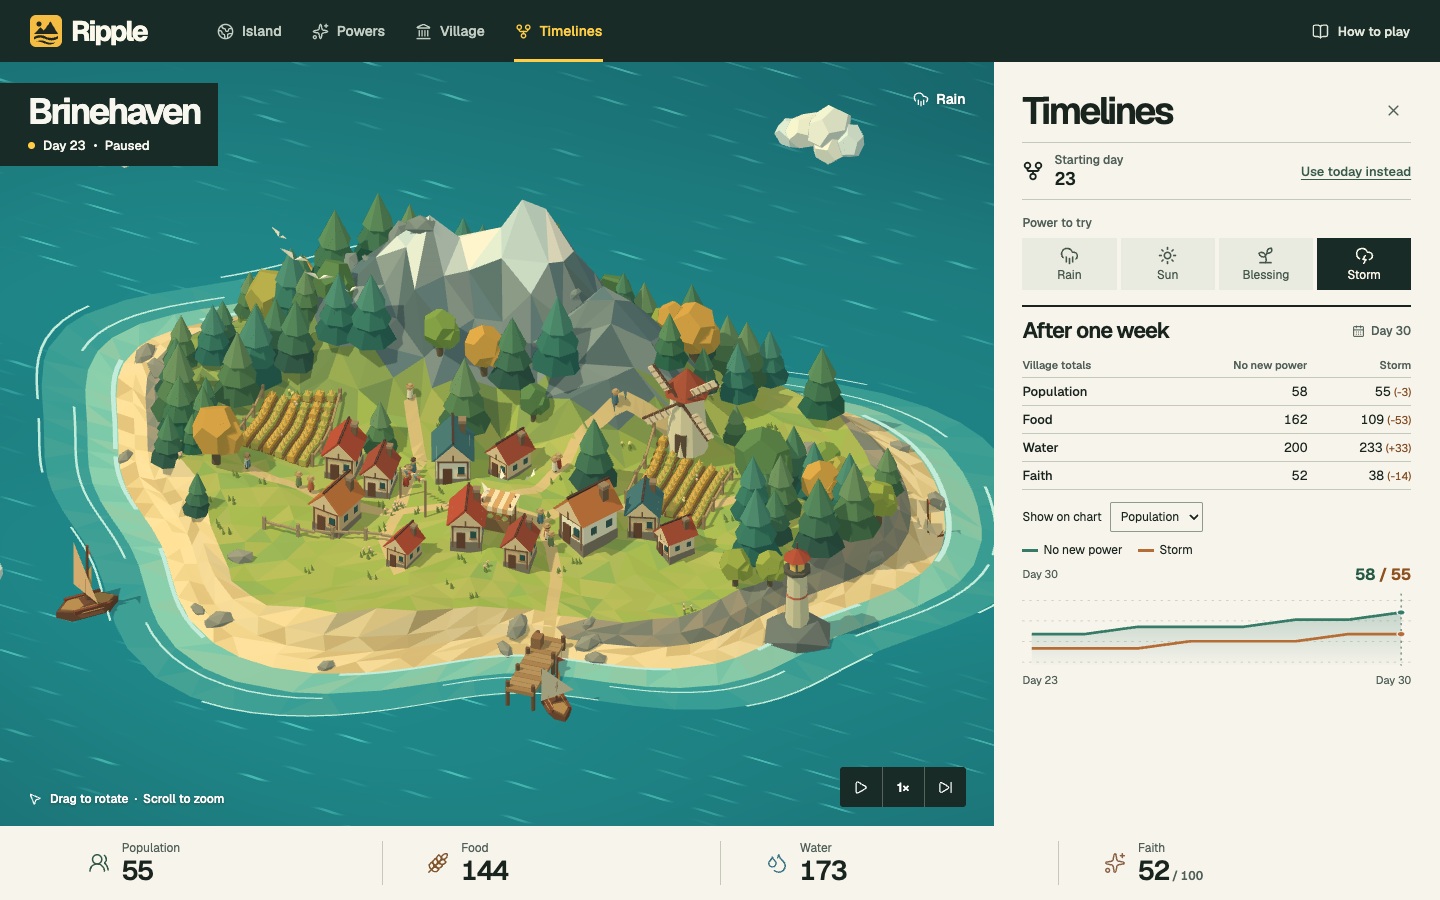 Ripple
Island
Powers
Village
Timelines
How to play
Brinehaven
Day 23 • Paused
Rain
Drag to rotate · Scroll to zoom
1×
Timelines
Starting day
23
Use today instead
Power to try
Rain
Sun
Blessing
Storm
After one week
Day 30
Village totals No new power Storm
Population 58 55 (-3)
Food 162 109 (-53)
Water 200 233 (+33)
Faith 52 38 (-14)
Show on chart Population
No new power Storm
Day 30 58 / 55
Day 23 Day 30
Population
55
Food
144
Water
173
Faith
52 / 100